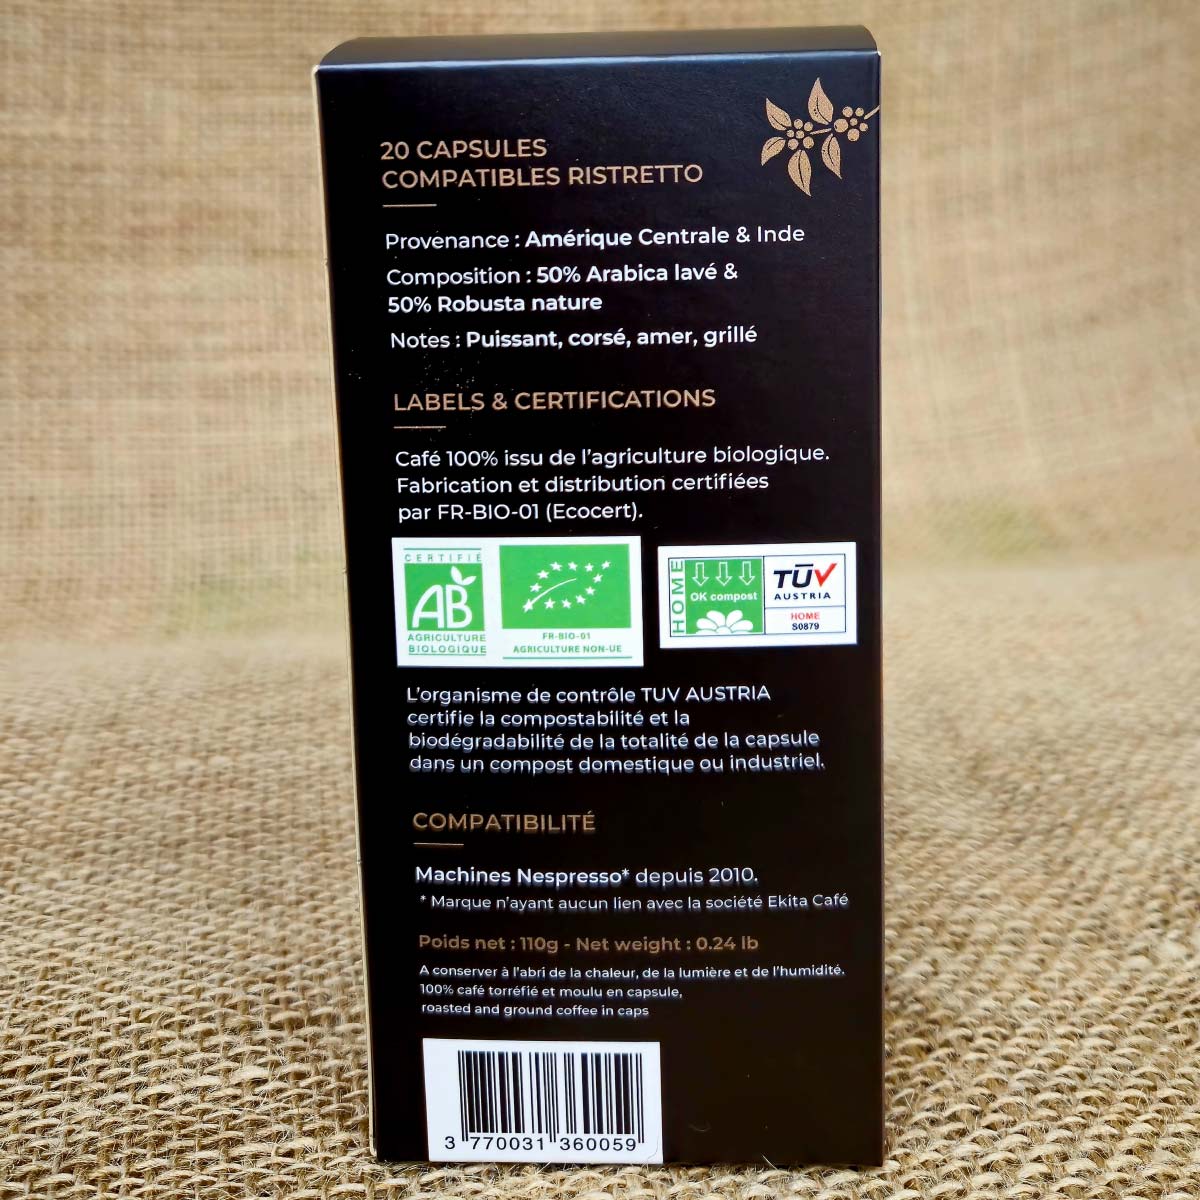 20 CAPSULES
COMPATIBLES RISTRETTO
Provenance : Amérique Centrale & Inde
Composition : 50% Arabica lavé &
50% Robusta nature
Notes : Puissant, corsé, amer, grillé
LABELS & CERTIFICATIONS
Café 100% issu de l'agriculture biologique.
Fabrication et distribution certifiées
par FR-BIO-01 (Ecocert).
CERTIFIÉ
AB
AGRICULTURE
BIOLOGIQUE
FR-BIO-01
AGRICULTURE NON-UE
HOME
OK compost
TÜV
AUSTRIA
HOME
S0879
L'organisme de contrôle TUV AUSTRIA
certifie la compostabilité et la
biodégradabilité de la totalité de la capsule
dans un compost domestique ou industriel.
COMPATIBILITÉ
Machines Nespresso* depuis 2010.
* Marque n'ayant aucun lien avec la société Ekita Café
Poids net : 110g - Net weight : 0.24 lb
A conserver à l'abri de la chaleur, de la lumière et de l'humidité.
100% café torréfié et moulu en capsule,
roasted and ground coffee in caps
3 770031 360059